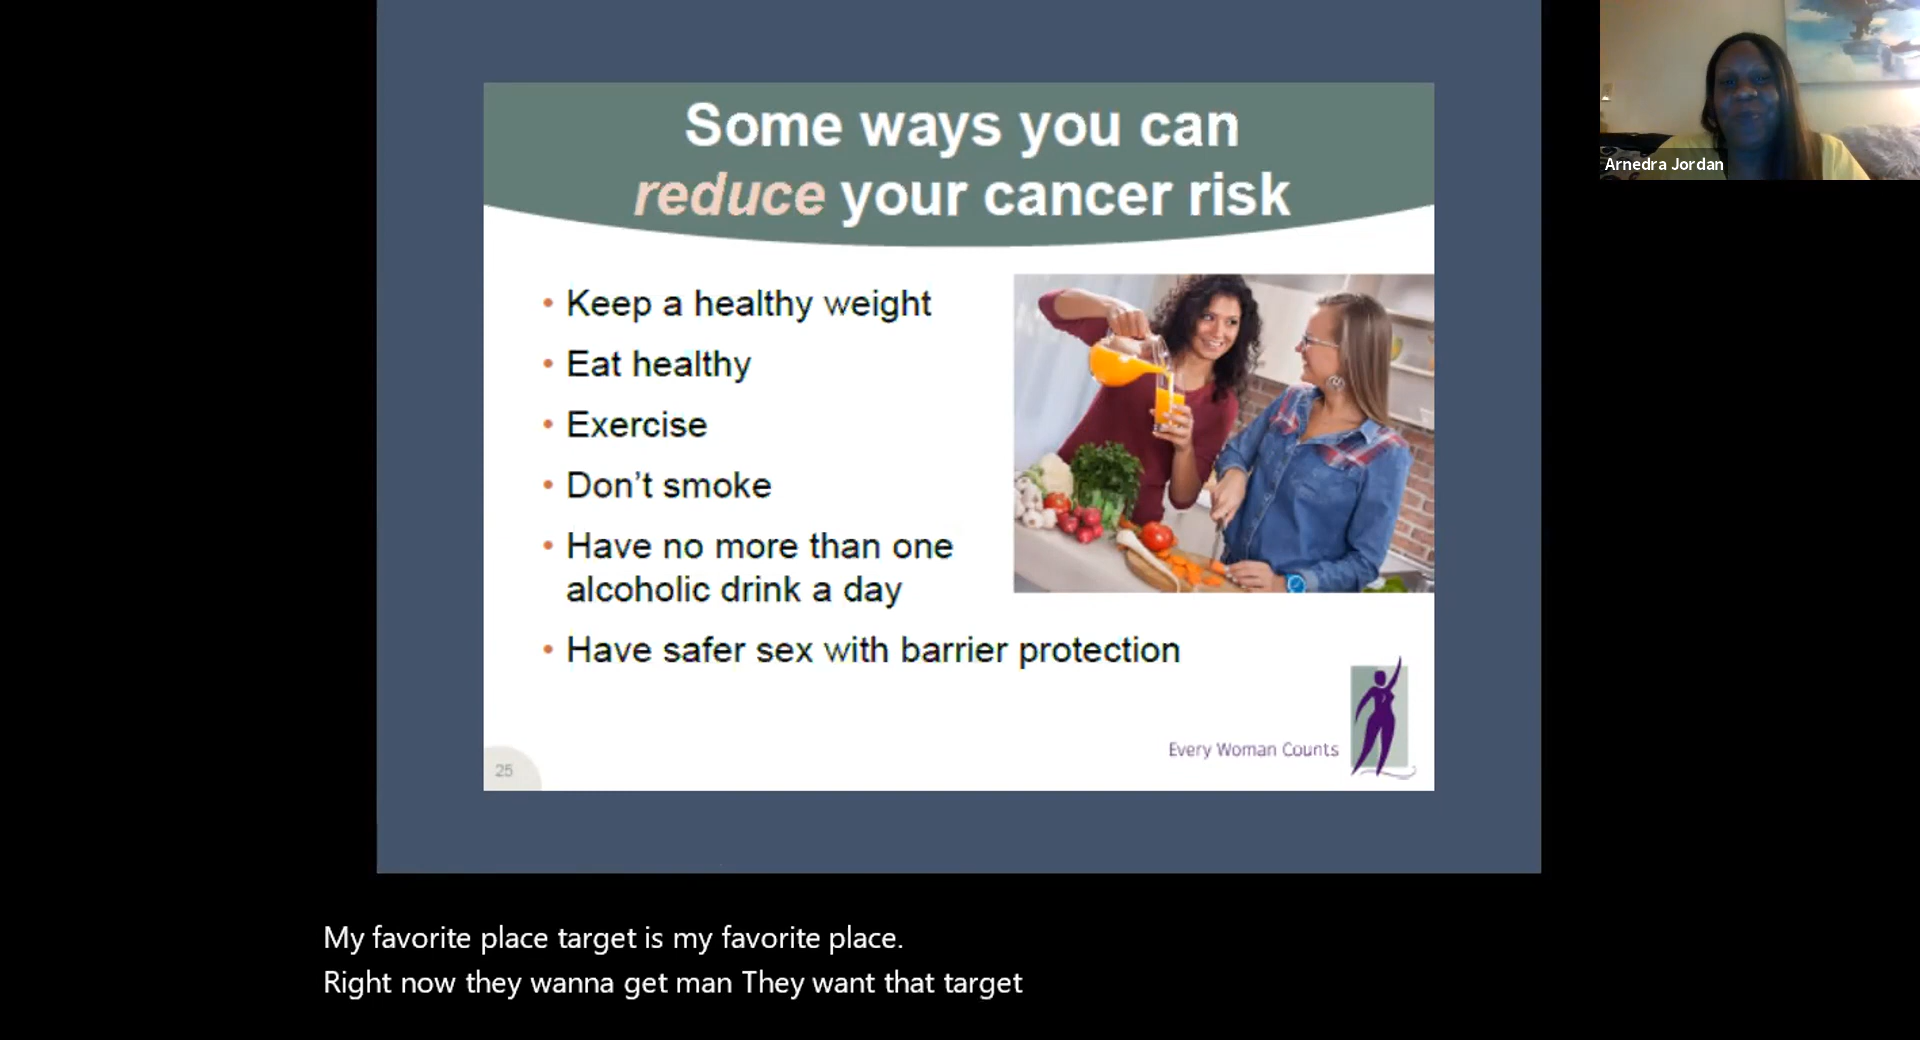 Some ways you can
reduce your cancer risk
• Keep a healthy weight
• Eat healthy
• Exercise
• Don't smoke
• Have no more than one
alcoholic drink a day
• Have safer sex with barrier protection
Every Woman Counts
25
Arnedra Jordan
My favorite place target is my favorite place.
Right now they wanna get man They want that target